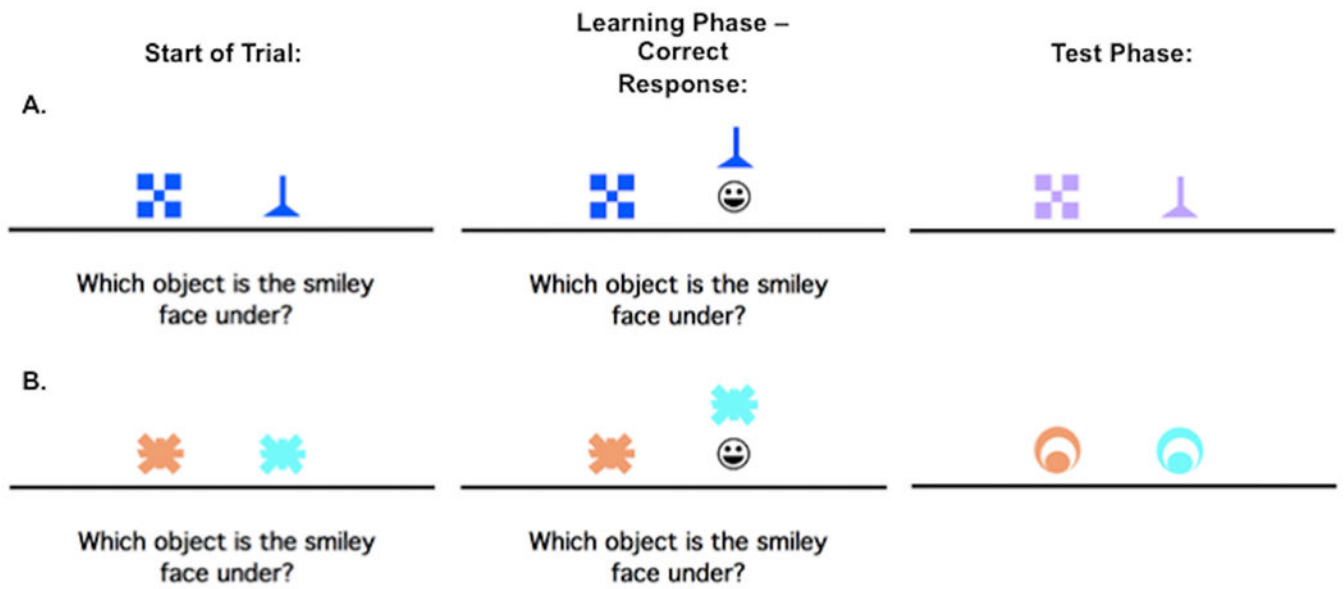 Start of Trial:
Learning Phase –
Correct
Response:
Test Phase:
A.
Which object is the smiley
face under?
Which object is the smiley
face under?
B.
Which object is the smiley
face under?
Which object is the smiley
face under?